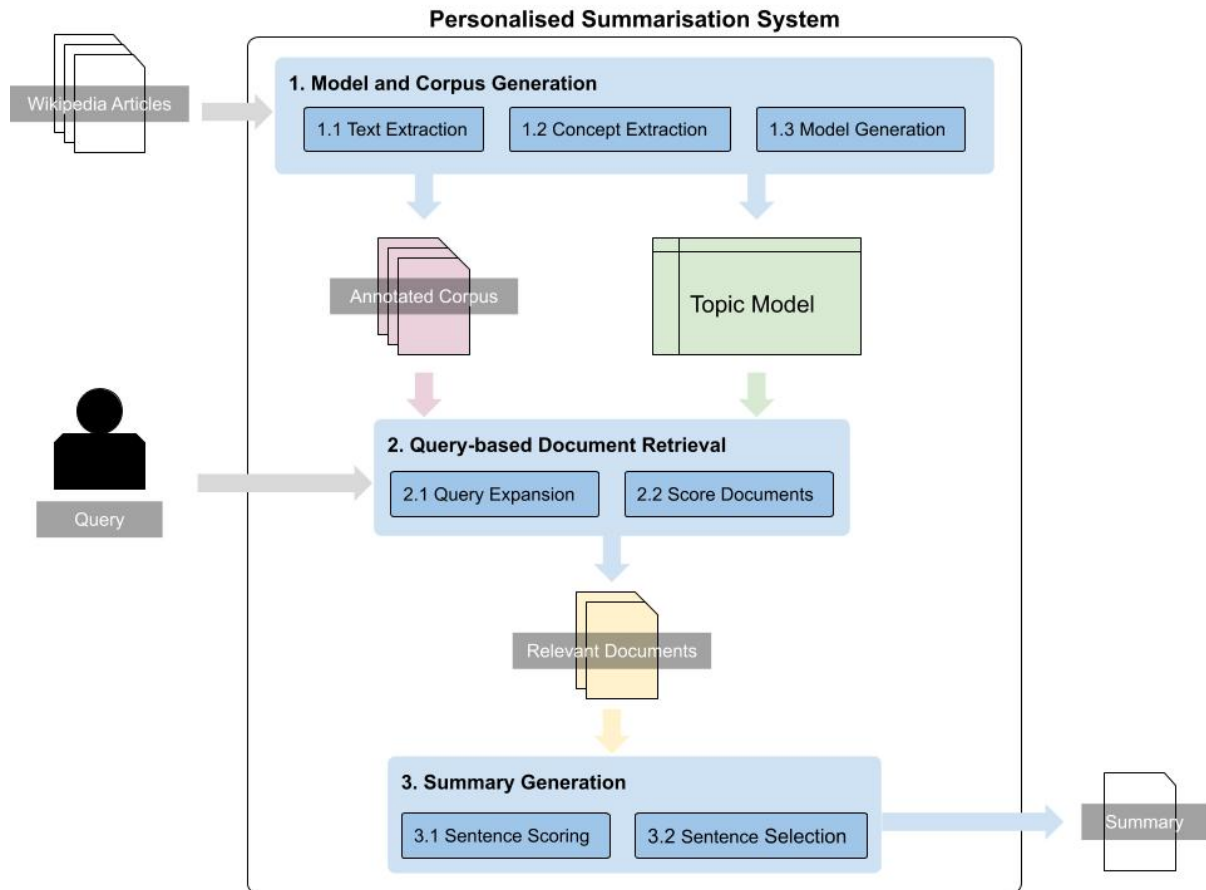 Personalised Summarisation System
Wikipedia Articles
1. Model and Corpus Generation
1.1 Text Extraction
1.2 Concept Extraction
1.3 Model Generation
Annotated Corpus
Topic Model
Query
2. Query-based Document Retrieval
2.1 Query Expansion
2.2 Score Documents
Relevant Documents
3. Summary Generation
3.1 Sentence Scoring
3.2 Sentence Selection
Summary